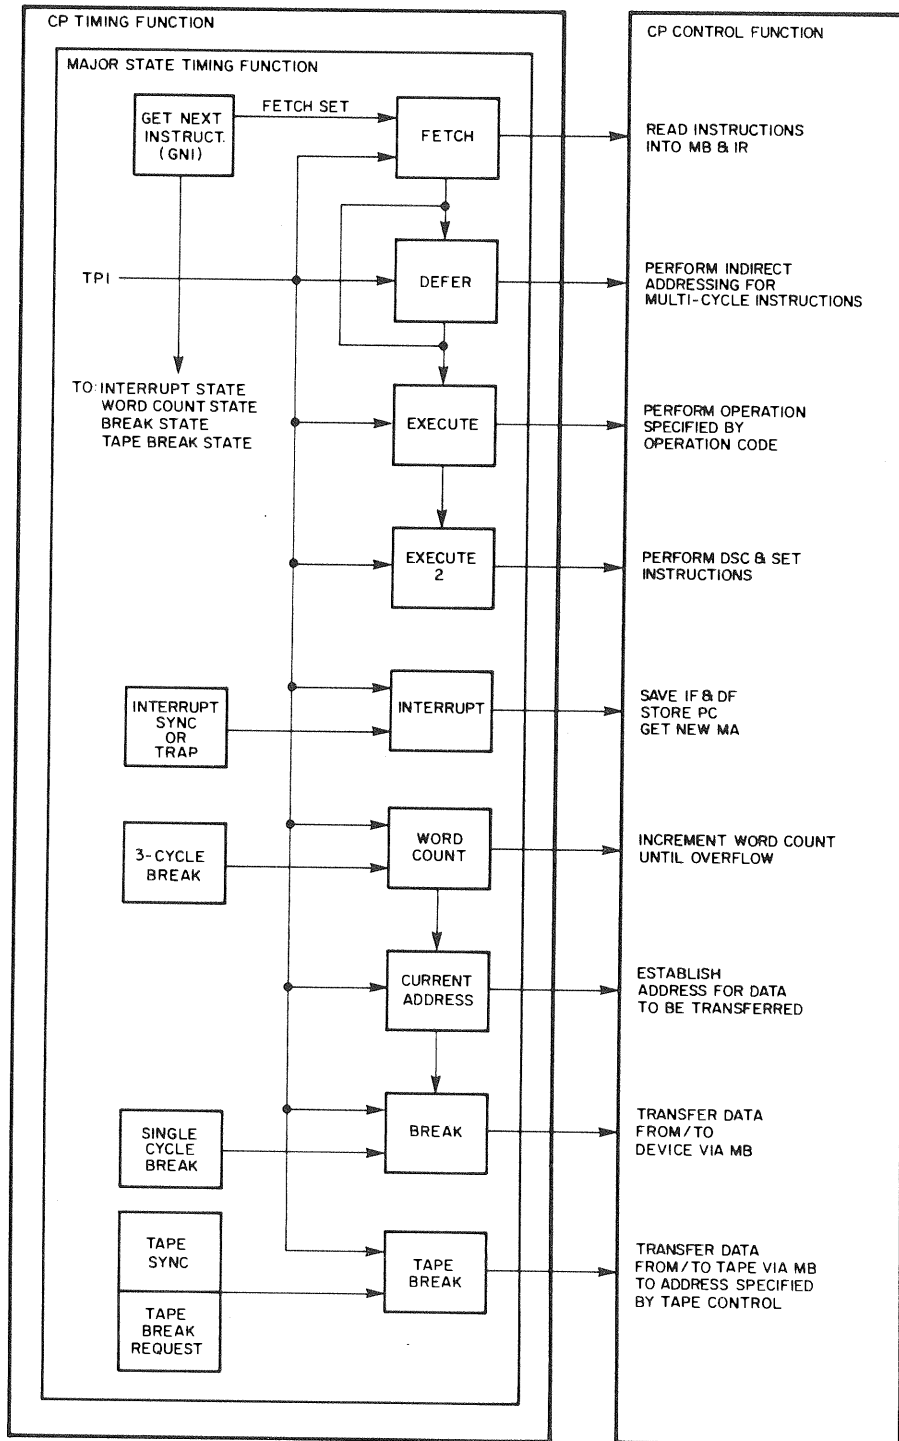 CP TIMING FUNCTION
CP CONTROL FUNCTION
MAJOR STATE TIMING FUNCTION
GET NEXT
INSTRUCT.
(GNI)
FETCH SET
FETCH
READ INSTRUCTIONS
INTO MB & IR
TPI
DEFER
PERFORM INDIRECT
ADDRESSING FOR
MULTI-CYCLE INSTRUCTIONS
TO: INTERRUPT STATE
WORD COUNT STATE
BREAK STATE
TAPE BREAK STATE
EXECUTE
PERFORM OPERATION
SPECIFIED BY
OPERATION CODE
EXECUTE
2
PERFORM DSC & SET
INSTRUCTIONS
INTERRUPT
SYNC
OR
TRAP
INTERRUPT
SAVE IF & DF
STORE PC
GET NEW MA
3-CYCLE
BREAK
WORD
COUNT
INCREMENT WORD COUNT
UNTIL OVERFLOW
CURRENT
ADDRESS
ESTABLISH
ADDRESS FOR DATA
TO BE TRANSFERRED
SINGLE
CYCLE
BREAK
BREAK
TRANSFER DATA
FROM/TO
DEVICE VIA MB
TAPE
SYNC
TAPE
BREAK
REQUEST
TAPE
BREAK
TRANSFER DATA
FROM/TO TAPE VIA MB
TO ADDRESS SPECIFIED
BY TAPE CONTROL